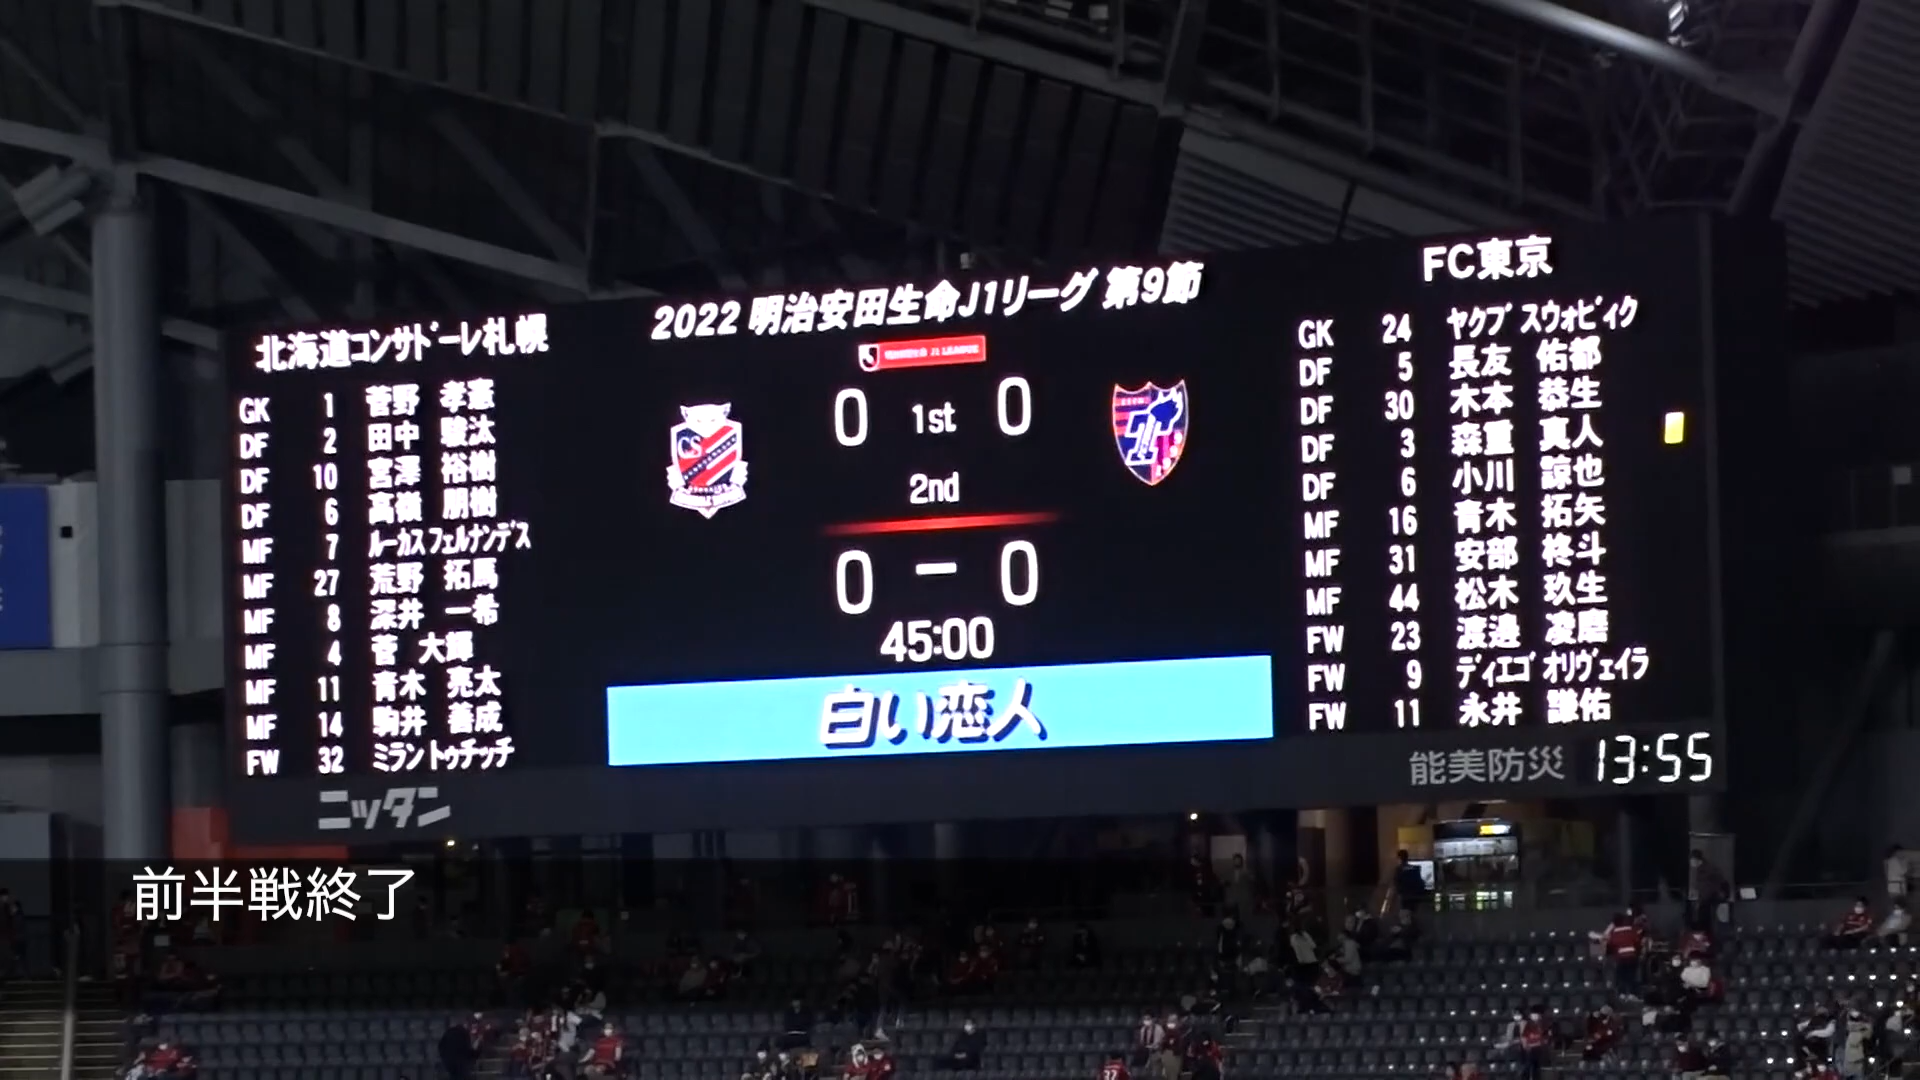 2022 明治安田生命J1リーグ 第9節
北海道コンサドーレ札幌
GK 1 菅野 孝憲
DF 2 田中 駿汰
DF 10 宮澤 裕樹
DF 6 高嶺 朋樹
MF 7 ルーカスフェルナンデス
MF 27 荒野 拓馬
MF 8 深井 一希
MF 4 菅 大輝
MF 11 青木 亮太
MF 14 駒井 善成
FW 32 ミラントゥチッチ
0 1st 0
2nd
0 - 0
45:00
白い恋人
FC東京
GK 24 ヤクブ スウォビィク
DF 5 長友 佑都
DF 30 木本 恭生
DF 3 森重 真人
DF 6 小川 諒也
MF 16 青木 拓矢
MF 31 安部 柊斗
MF 44 松木 玖生
FW 23 渡邊 凌磨
FW 9 ディエゴ オリヴェイラ
FW 11 永井 謙佑
ニッタン
能美防災 13:55
前半戦終了